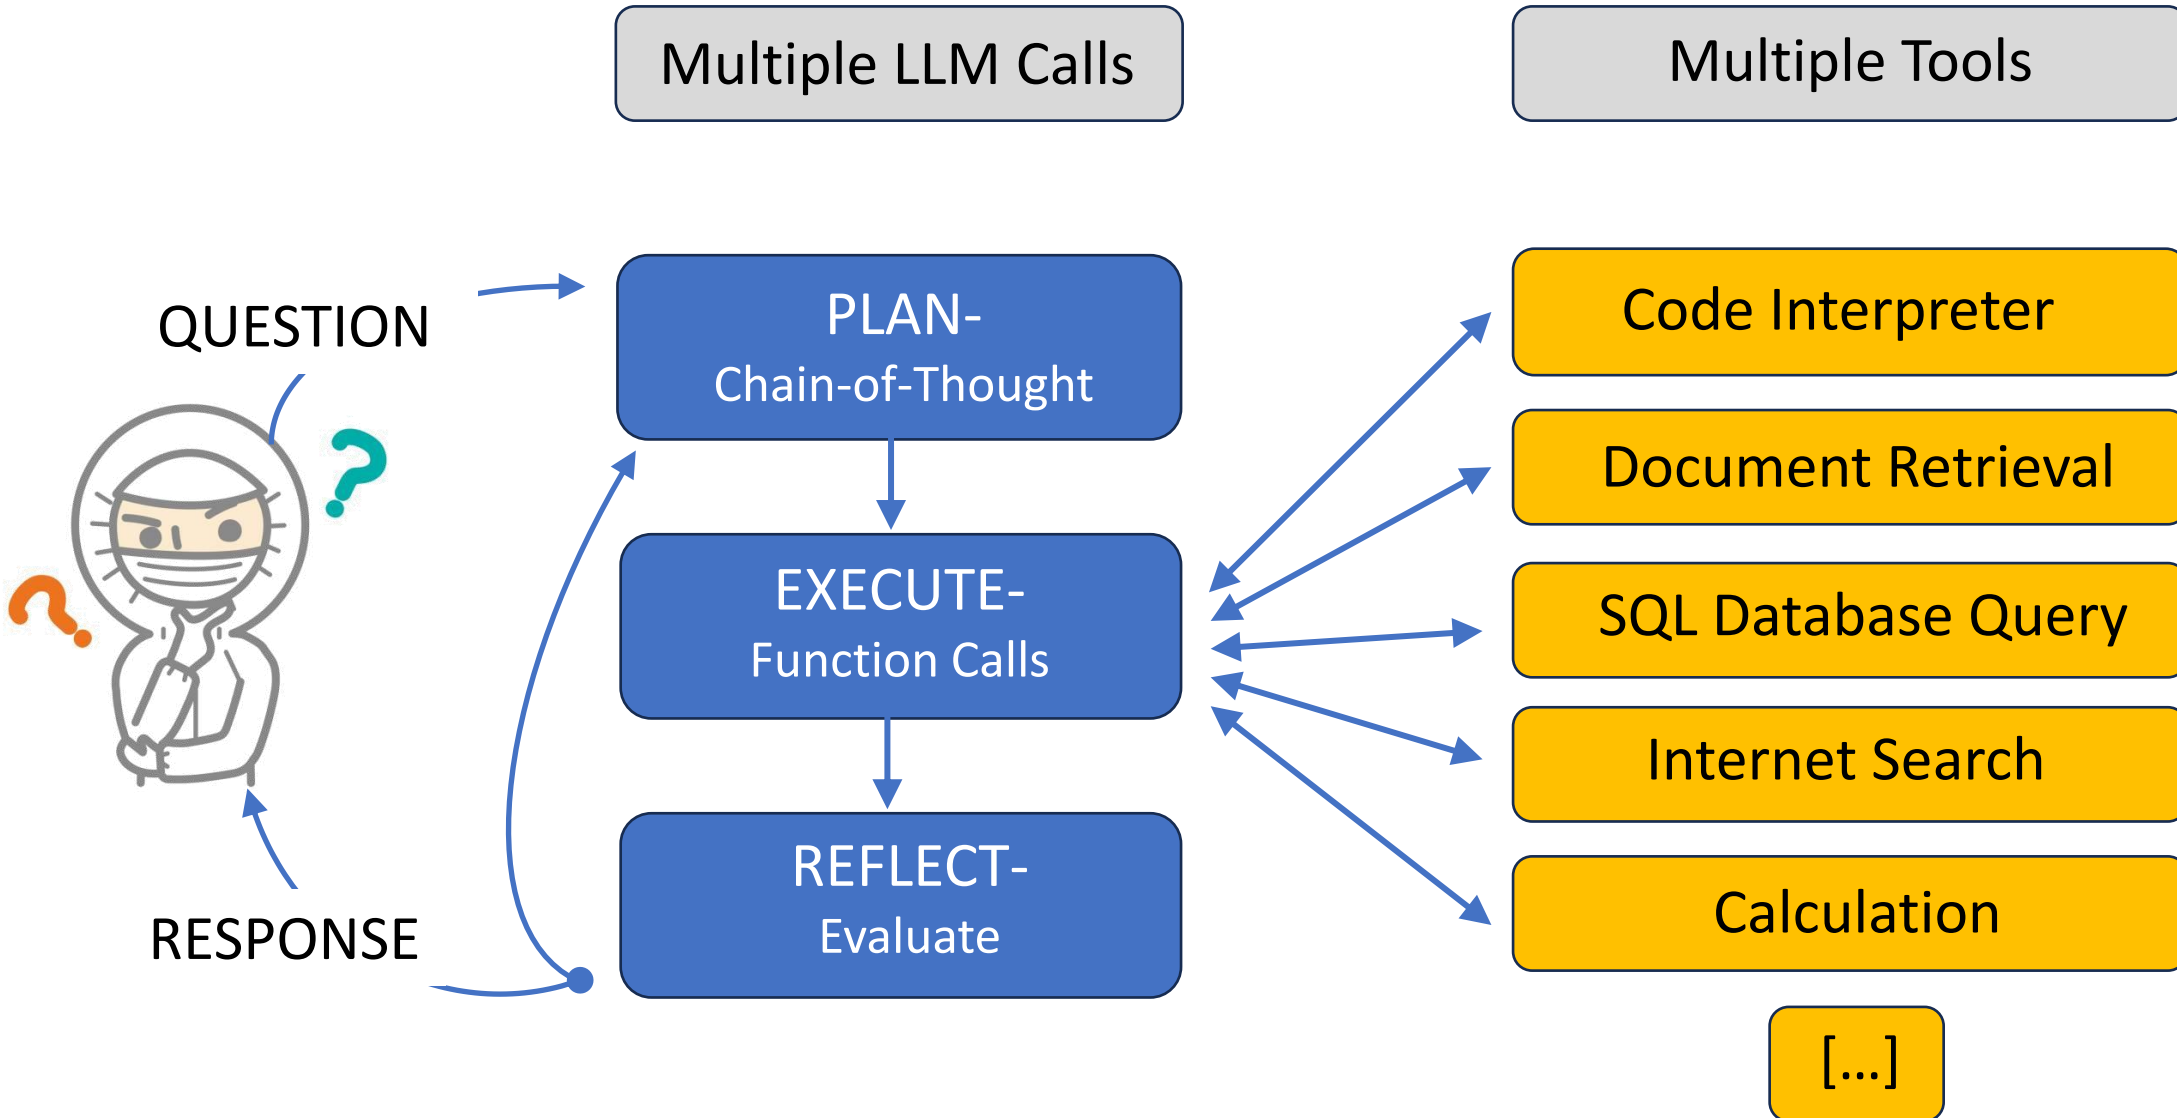 Multiple LLM Calls
Multiple Tools
QUESTION
PLAN-
Chain-of-Thought
EXECUTE-
Function Calls
REFLECT-
Evaluate
RESPONSE
Code Interpreter
Document Retrieval
SQL Database Query
Internet Search
Calculation
[...]
?
?